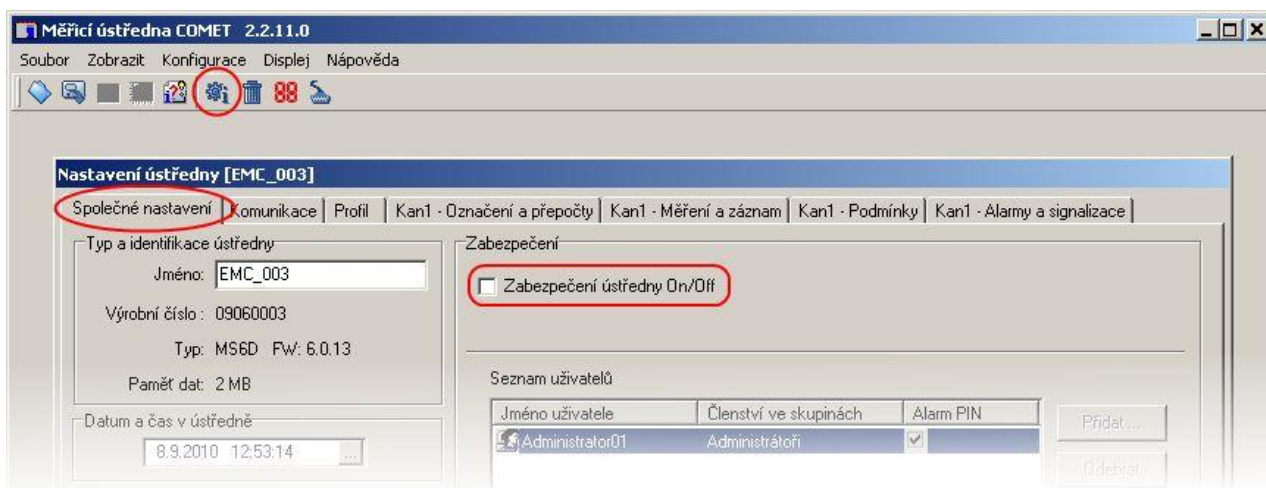 Měřicí ústředna COMET 2.2.11.0
Soubor Zobrazit Konfigurace Displej Nápověda
Nastavení ústředny [EMC_003]
Společné nastavení Komunikace Profil Kan1 - Označení a přepočty Kan1 - Měření a záznam Kan1 - Podmínky Kan1 - Alarmy a signalizace
Typ a identifikace ústředny
Jméno: EMC_003
Výrobní číslo : 09060003
Typ: MS6D FW: 6.0.13
Paměť dat: 2 MB
Datum a čas v ústředně
8.9.2010 12:53:14 ...
Zabezpečení
Zabezpečení ústředny On/Off
Seznam uživatelů
Jméno uživatele Členství ve skupinách Alarm PIN
Administrator01 Administrátoři
Přidat ...
Odebrat